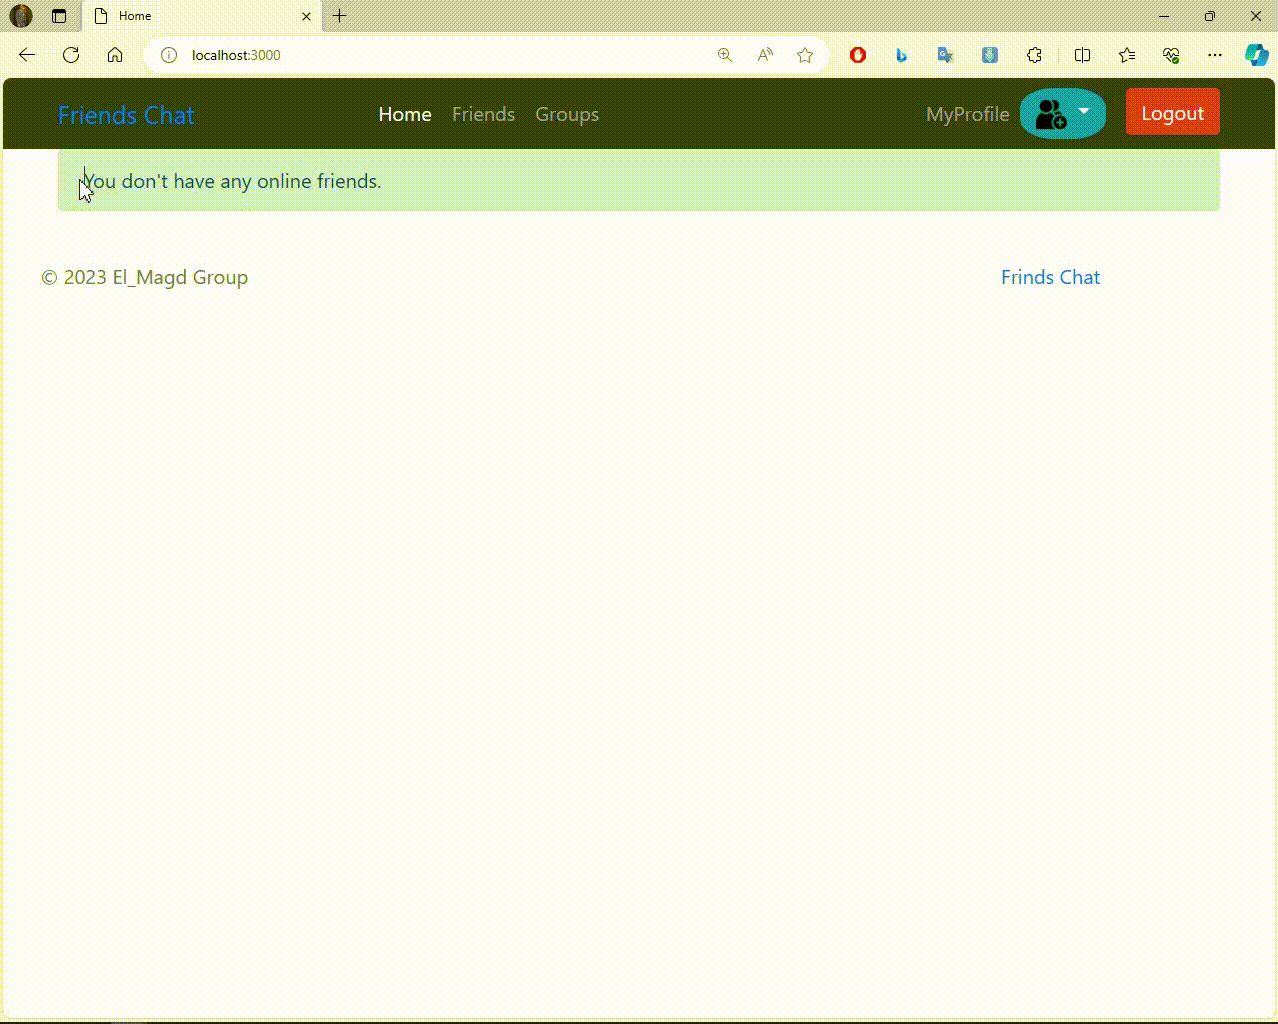 Home
localhost:3000
Friends Chat Home Friends Groups MyProfile Logout
You don't have any online friends.
© 2023 El_Magd Group Frinds Chat